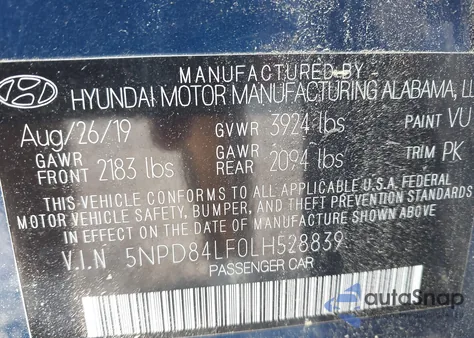 MANUFACTURED BY
HYUNDAI MOTOR MANUFACTURING ALABAMA, LL
Aug/26/19 GVWR 3924 lbs PAINT VU
GAWR FRONT 2183 lbs GAWR REAR 2094 lbs TRIM PK
THIS VEHICLE CONFORMS TO ALL APPLICABLE U.S.A. FEDERAL
MOTOR VEHICLE SAFETY, BUMPER, AND THEFT PREVENTION STANDARDS
IN EFFECT ON THE DATE OF MANUFACTURE SHOWN ABOVE.
V.I.N 5NPD84LF0LH528839
PASSENGER CAR
autoSnap